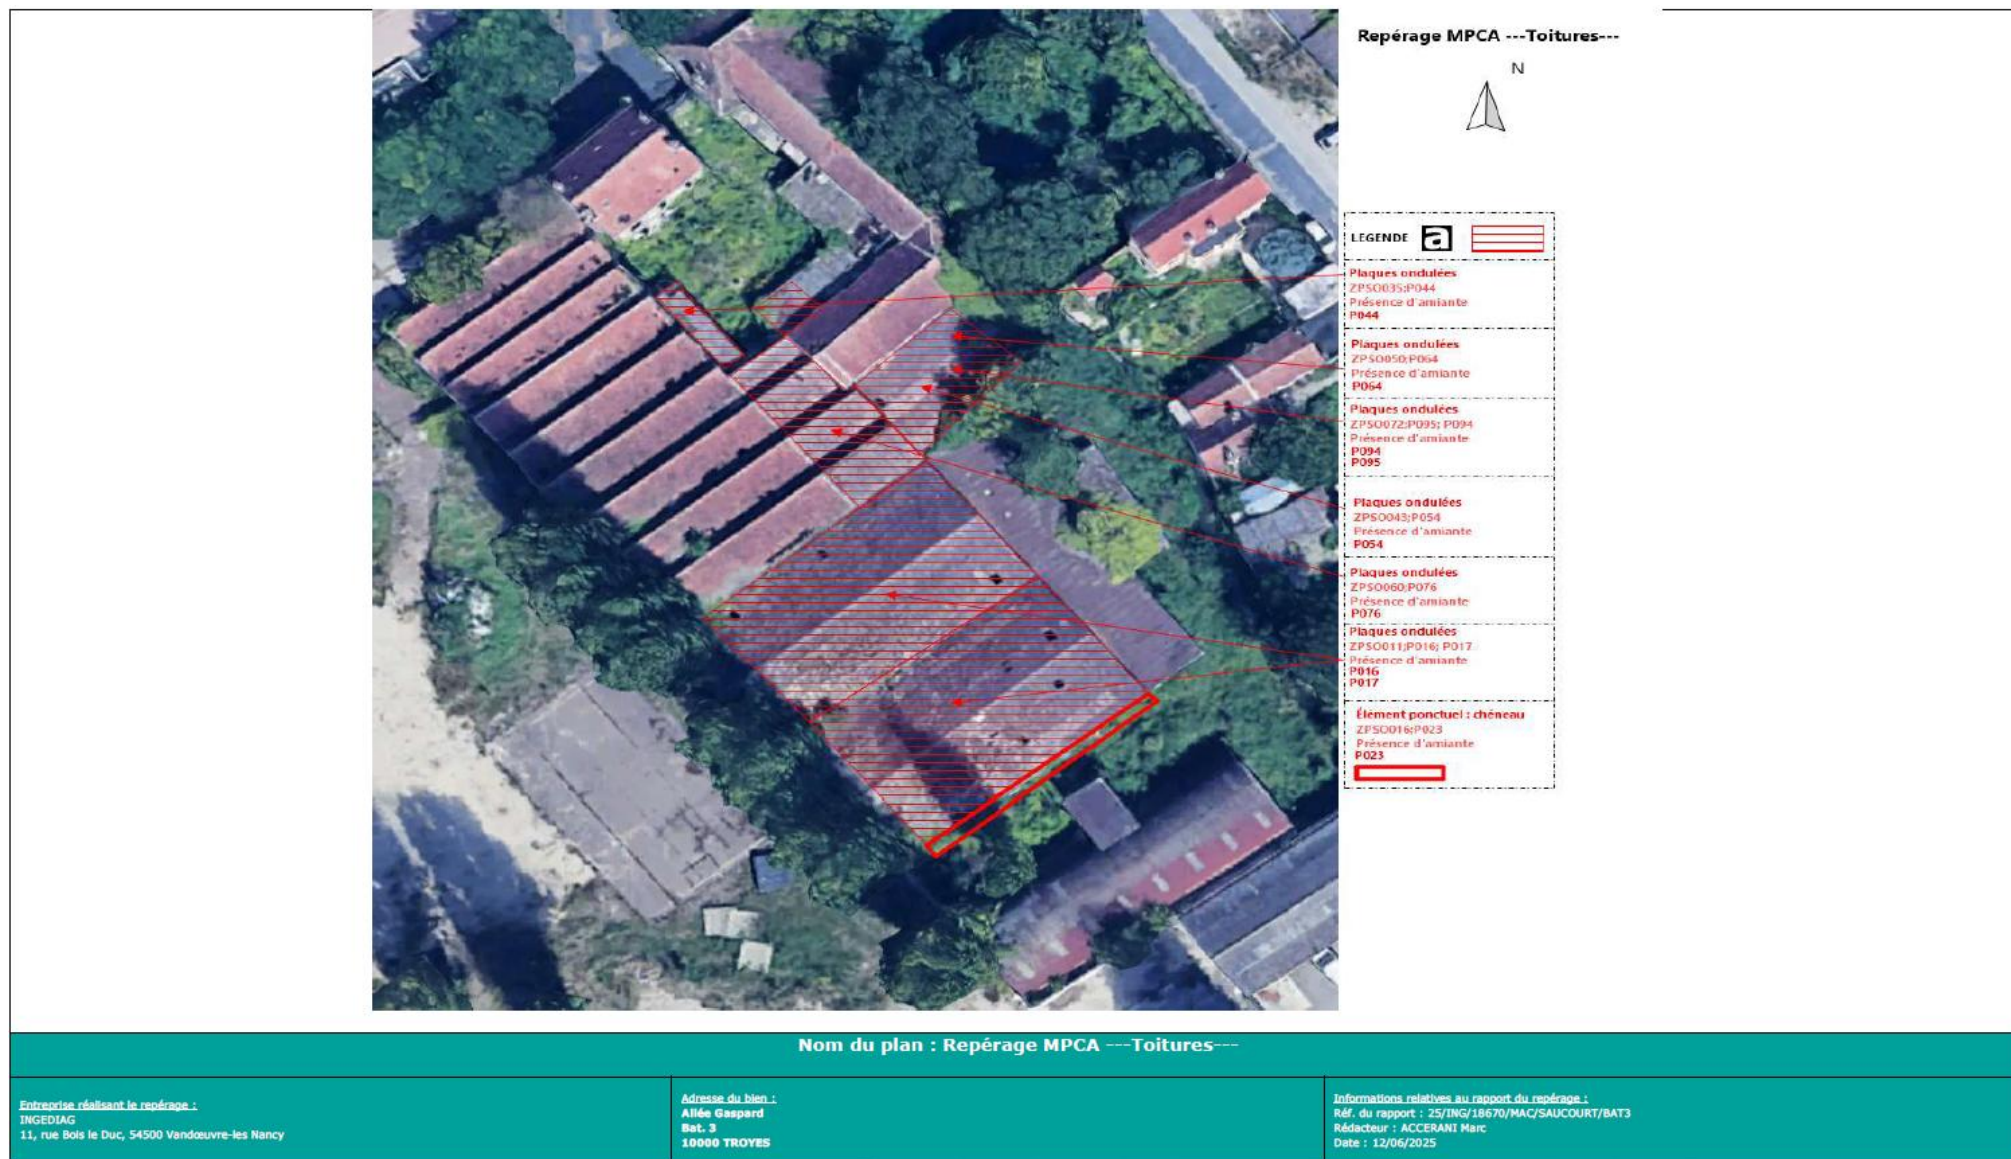 Repérage MPCA ---Toitures---
N
LEGENDE a
Plaques ondulées
ZPSO035;P044
Présence d'amiante
P044
Plaques ondulées
ZPSO050;P064
Présence d'amiante
P064
Plaques ondulées
ZPSO072;P095; P094
Présence d'amiante
P094
P095
Plaques ondulées
ZPSO043;P054
Présence d'amiante
P054
Plaques ondulées
ZPSO060;P076
Présence d'amiante
P076
Plaques ondulées
ZPSO011;P016; P017
Présence d'amiante
P016
P017
Élément ponctuel : chéneau
ZPSO016;P023
Présence d'amiante
P023
Nom du plan : Repérage MPCA ---Toitures---
Entreprise réalisant le repérage :
INGEDIAG
11, rue Bois le Duc, 54500 Vandœuvre-les Nancy
Adresse du bien :
Allée Gaspard
Bat. 3
10000 TROYES
Informations relatives au rapport du repérage :
Réf. du rapport : 25/ING/18670/MAC/SAUCOURT/BAT3
Rédacteur : ACCERANI Marc
Date : 12/06/2025